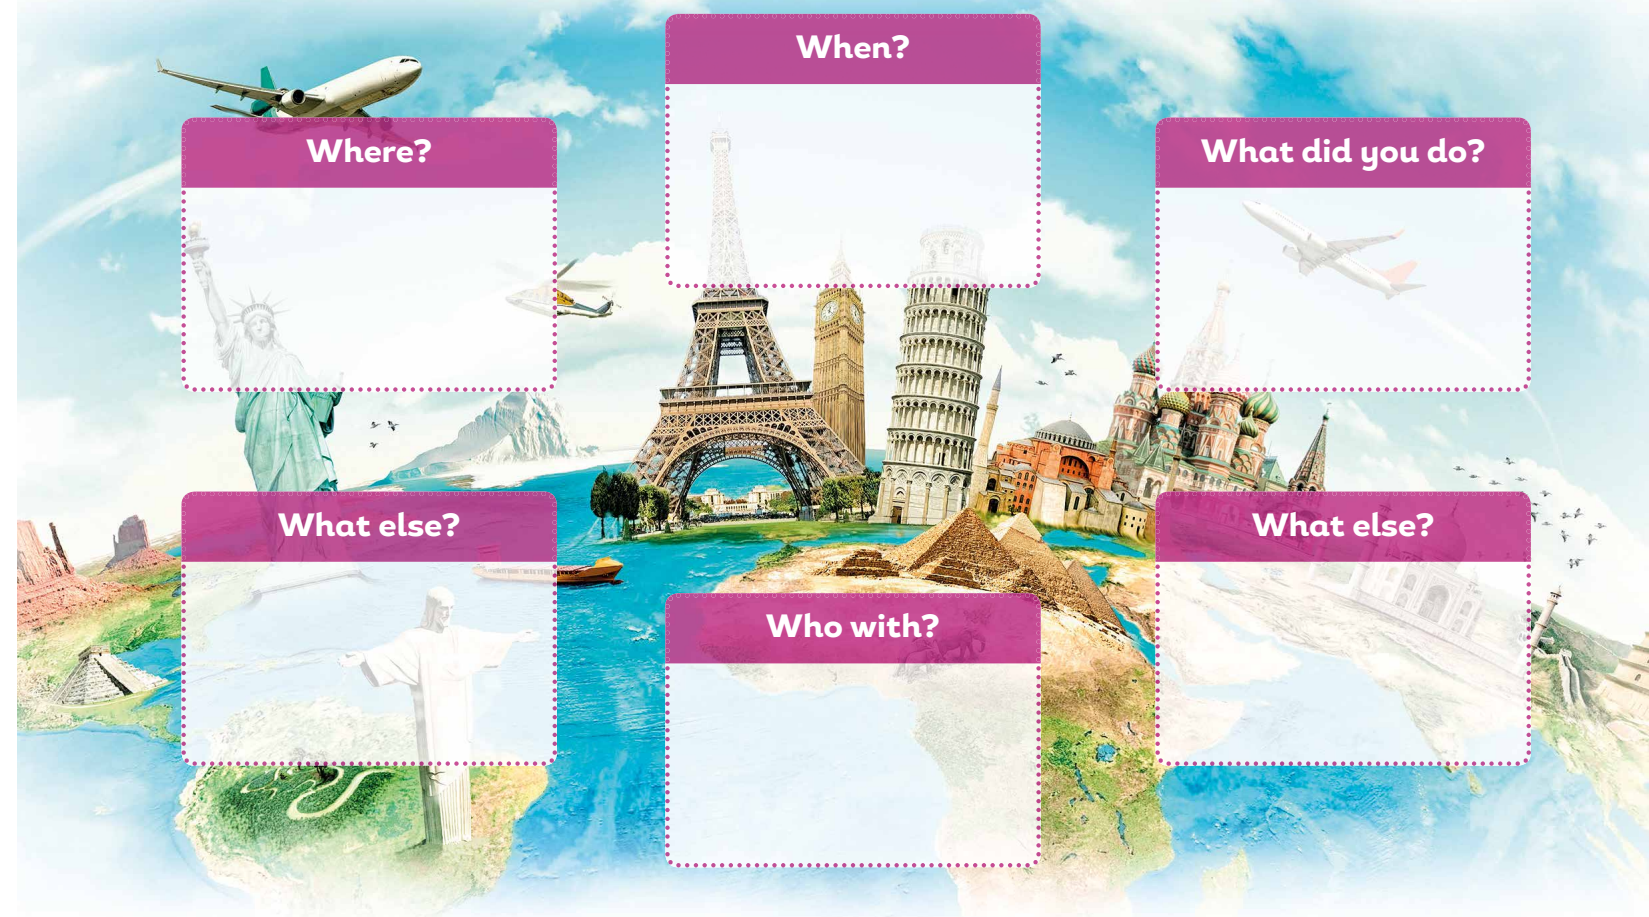 When?
Where?
What did you do?
What else?
What else?
Who with?